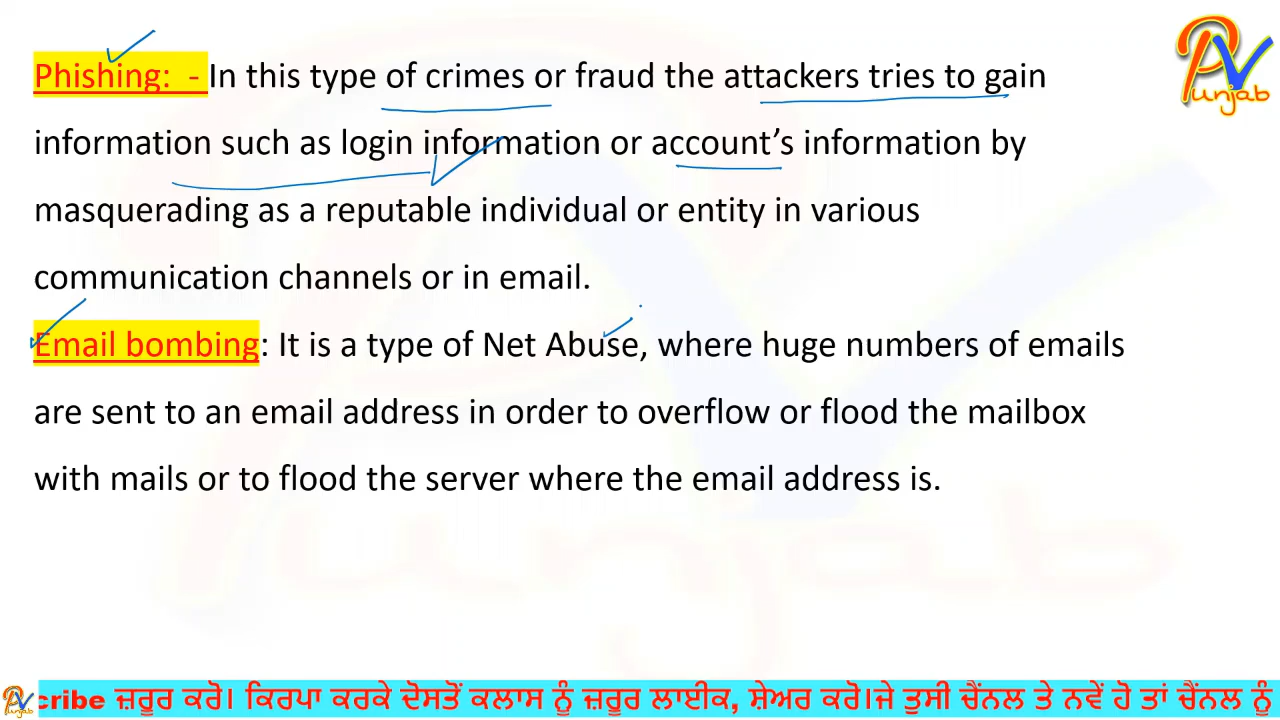 Phishing: - In this type of crimes or fraud the attackers tries to gain
information such as login information or account’s information by
masquerading as a reputable individual or entity in various
communication channels or in email.
Email bombing: It is a type of Net Abuse, where huge numbers of emails
are sent to an email address in order to overflow or flood the mailbox
with mails or to flood the server where the email address is.
PV Punjab
cribe ਜ਼ਰੂਰ ਕਰੋ। ਕਿਰਪਾ ਕਰਕੇ ਦੋਸਤੋਂ ਕਲਾਸ ਨੂੰ ਜ਼ਰੂਰ ਲਾਈਕ, ਸ਼ੇਅਰ ਕਰੋ।ਜੇ ਤੁਸੀ ਚੈਂਨਲ ਤੇ ਨਵੇਂ ਹੋ ਤਾਂ ਚੈਂਨਲ ਨੂੰ